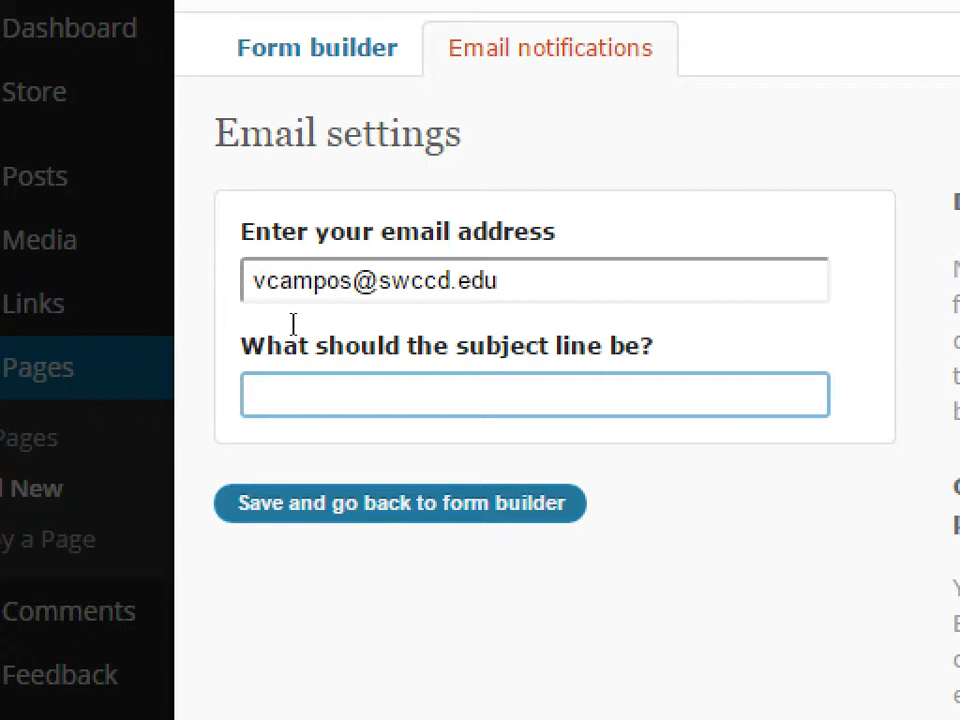 Dashboard
Store
Posts
Media
Links
Pages
Pages
New
y a Page
Comments
Feedback
Form builder
Email notifications
Email settings
Enter your email address
vcampos@swccd.edu
What should the subject line be?
Save and go back to form builder